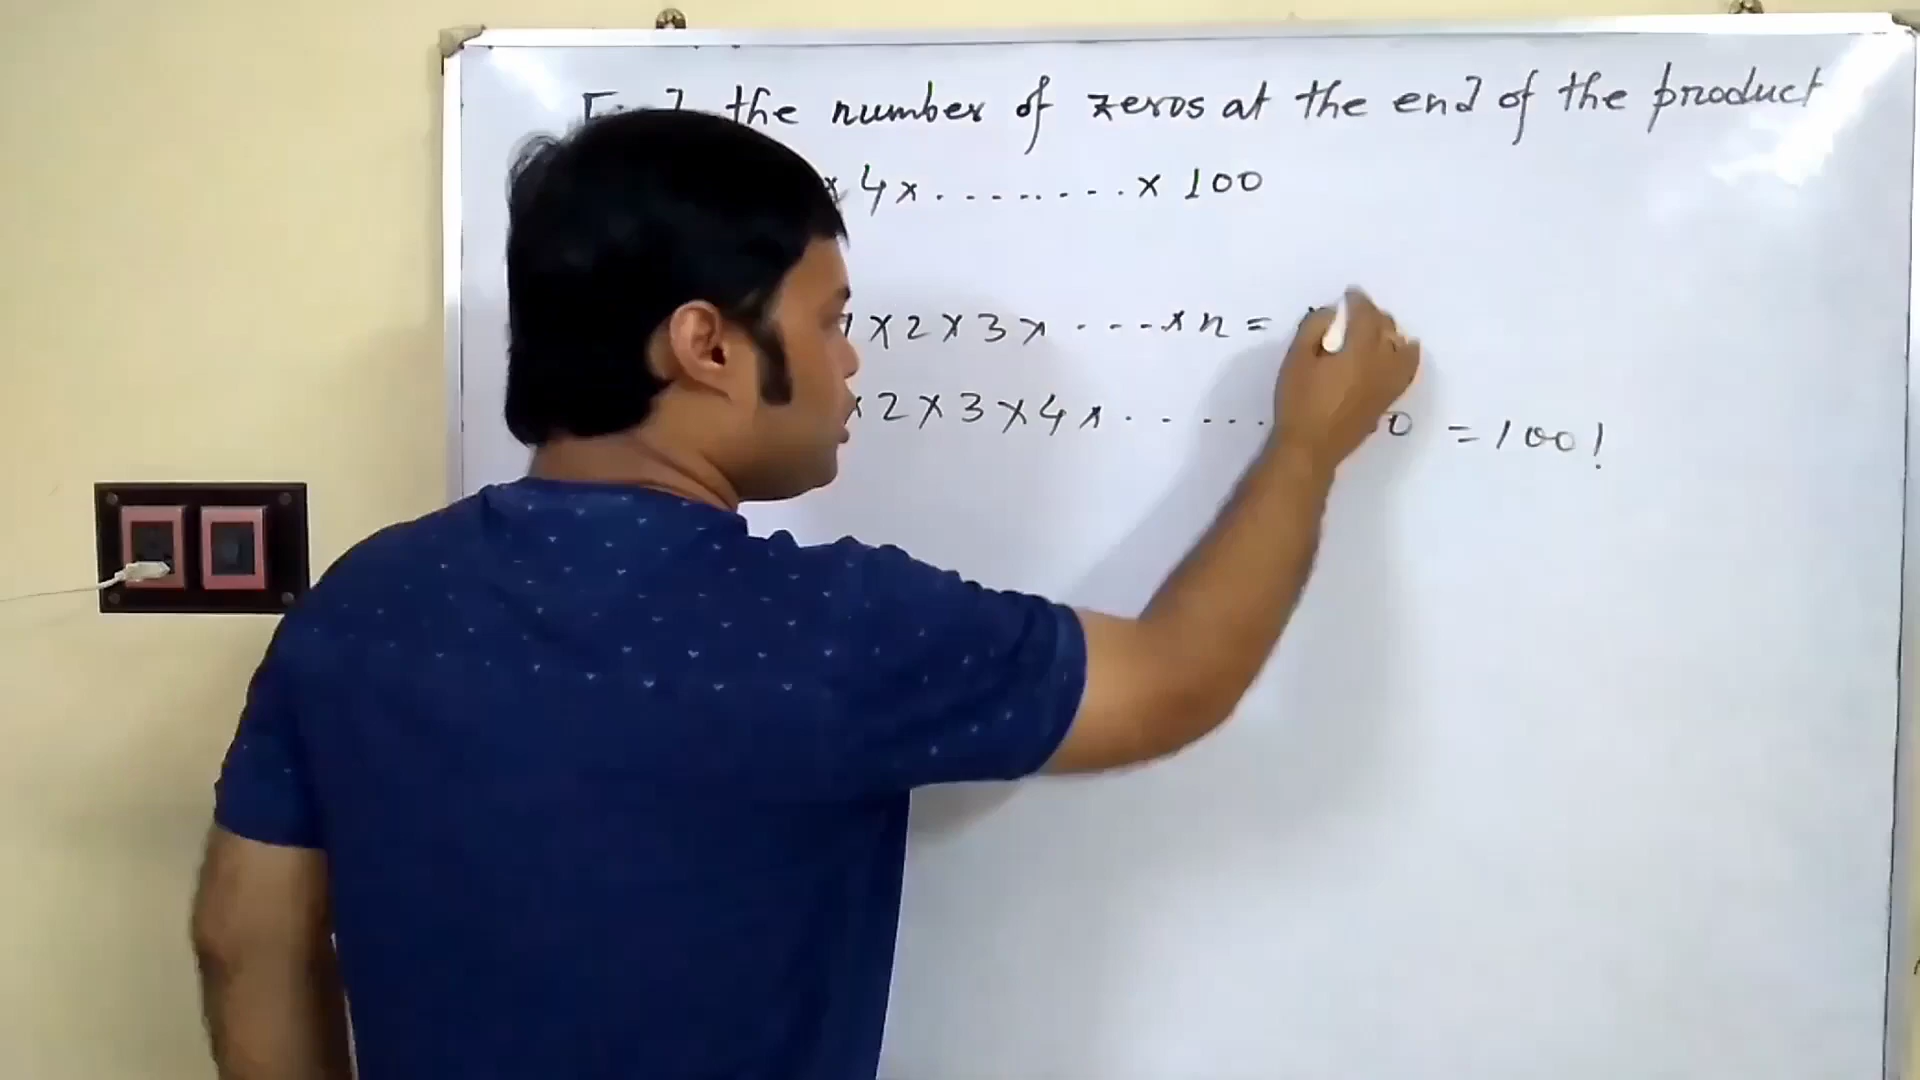 the number of zeros at the end of the product
x 4 x ........ x 100
1 x 2 x 3 x .... x n =
x 2 x 3 x 4 x ..... 0 = 100!